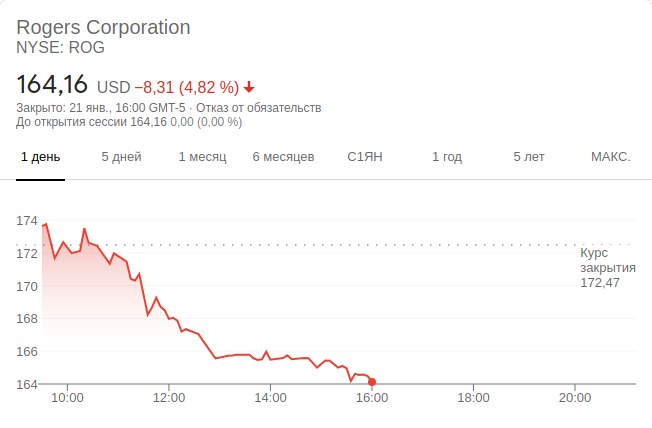 Rogers Corporation
NYSE: ROG
164,16 USD −8,31 (4,82 %)
Закрыто: 21 янв., 16:00 GMT-5 · Отказ от обязательств
До открытия сессии 164,16 0,00 (0,00 %)
1 день 5 дней 1 месяц 6 месяцев С1ЯН 1 год 5 лет МАКС.
174
172
170
168
166
164
Курс
закрытия
172,47
10:00 12:00 14:00 16:00 18:00 20:00